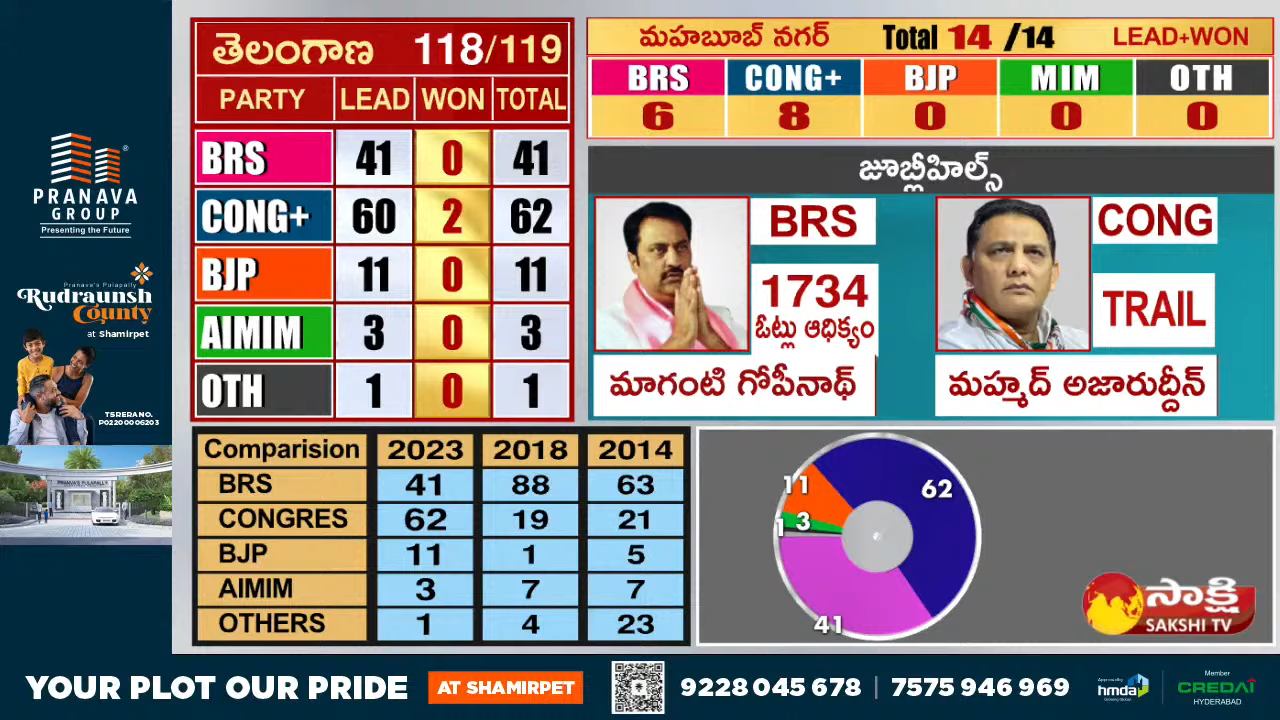 PRANAVA
GROUP
Presenting the Future
Pranava's Pulapally
Rudraunsh
County
at Shamirpet
TSRERA NO.
P02200006203
తెలంగాణ 118/119
PARTY LEAD WON TOTAL
BRS 41 0 41
CONG+ 60 2 62
BJP 11 0 11
AIMIM 3 0 3
OTH 1 0 1
మహబూబ్ నగర్ Total 14 /14 LEAD+WON
BRS CONG+ BJP MIM OTH
6 8 0 0 0
జూబ్లీహిల్స్
BRS
1734
ఓట్లు ఆధిక్యం
మాగంటి గోపీనాథ్
CONG
TRAIL
మహ్మద్ అజారుద్దీన్
Comparision 2023 2018 2014
BRS 41 88 63
CONGRES 62 19 21
BJP 11 1 5
AIMIM 3 7 7
OTHERS 1 4 23
11
62
3
1
41
సాక్షి
SAKSHI TV
YOUR PLOT OUR PRIDE AT SHAMIRPET 9228 045 678 | 7575 946 969
Approved by
hmda
Member
CREDAI
HYDERABAD